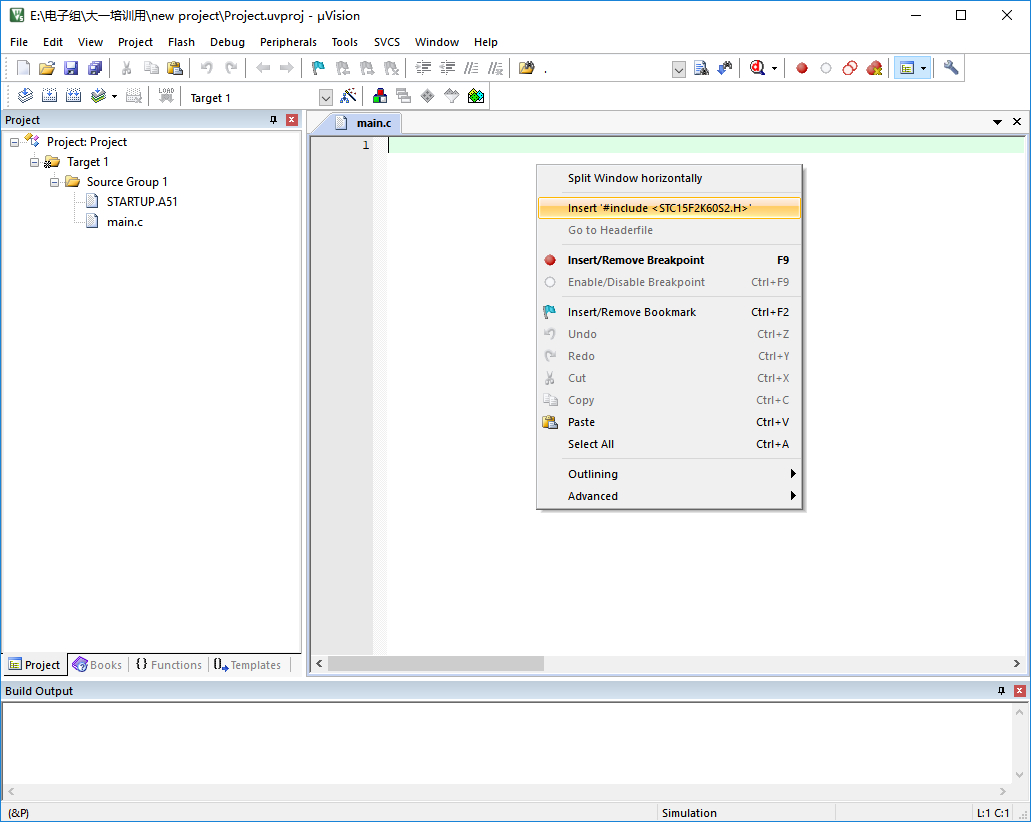 E:\电子组\大一培训用\new project\Project.uvproj - µVision
File Edit View Project Flash Debug Peripherals Tools SVCS Window Help
LOAD
Target 1
Project
main.c
Project: Project
Target 1
Source Group 1
STARTUP.A51
main.c
1
Split Window horizontally
Insert '#include <STC15F2K60S2.H>'
Go to Headerfile
Insert/Remove Breakpoint F9
Enable/Disable Breakpoint Ctrl+F9
Insert/Remove Bookmark Ctrl+F2
Undo Ctrl+Z
Redo Ctrl+Y
Cut Ctrl+X
Copy Ctrl+C
Paste Ctrl+V
Select All Ctrl+A
Outlining
Advanced
Project Books {} Functions Templates
Build Output
(&P) Simulation L:1 C:1